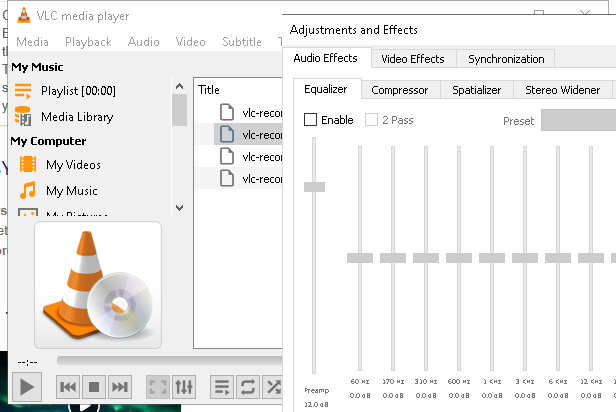 VLC media player
Media Playback Audio Video Subtitle T
My Music
Playlist [00:00]
Media Library
My Computer
My Videos
My Music
My Pictures
Title
vlc-recor
vlc-recor
vlc-recor
vlc-recor
--:--
Adjustments and Effects
Audio Effects Video Effects Synchronization
Equalizer Compressor Spatializer Stereo Widener
Enable 2 Pass Preset
60 Hz 170 Hz 310 Hz 600 Hz 1 KHz 3 KHz 6 KHz 12 KHz
0.0 dB 0.0 dB 0.0 dB 0.0 dB 0.0 dB 0.0 dB 0.0 dB 0.0 dB
Preamp
12.0 dB